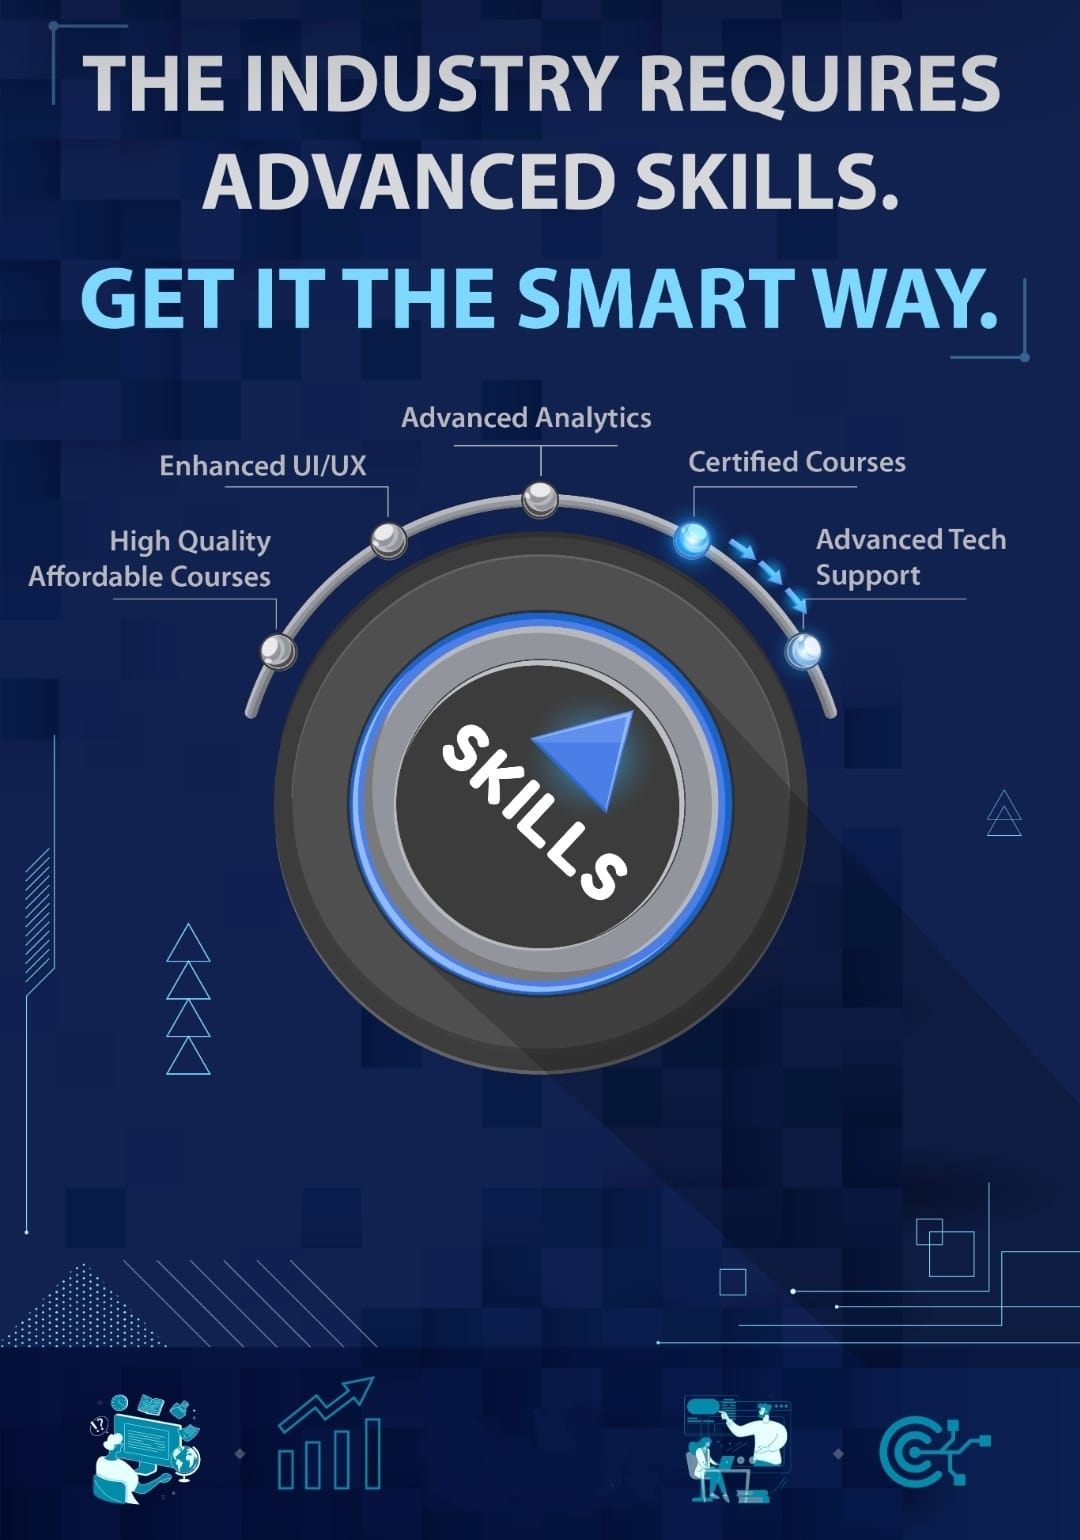 THE INDUSTRY REQUIRES
ADVANCED SKILLS.
GET IT THE SMART WAY.
Advanced Analytics
Enhanced UI/UX
Certified Courses
High Quality
Affordable Courses
Advanced Tech
Support
SKILLS
!?